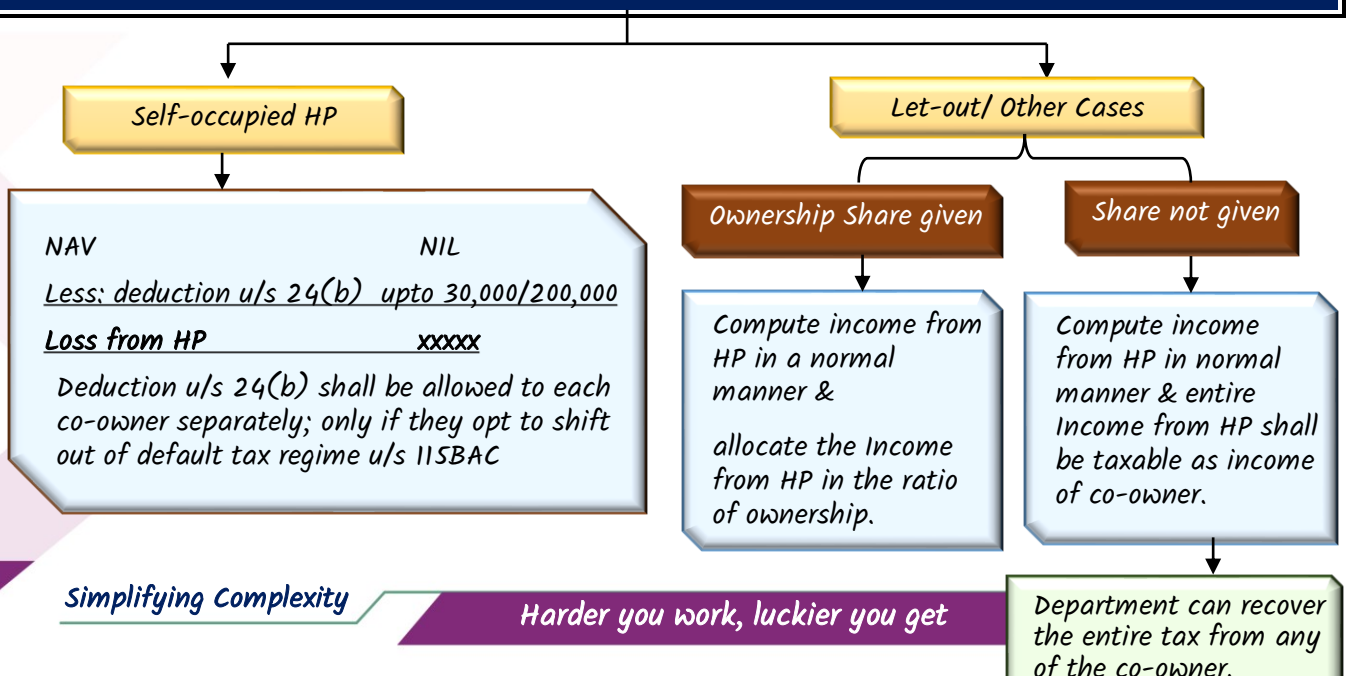 Self-occupied HP
Let-out/ Other Cases
NAV NIL
Less: deduction u/s 24(b) upto 30,000/200,000
Loss from HP xxxxx
Deduction u/s 24(b) shall be allowed to each
co-owner separately; only if they opt to shift
out of default tax regime u/s 115BAC
Ownership Share given
Compute income from
HP in a normal
manner &
allocate the Income
from HP in the ratio
of ownership.
Share not given
Compute income
from HP in normal
manner & entire
Income from HP shall
be taxable as income
of co-owner.
Department can recover
the entire tax from any
of the co-owner.
Simplifying Complexity
Harder you work, luckier you get